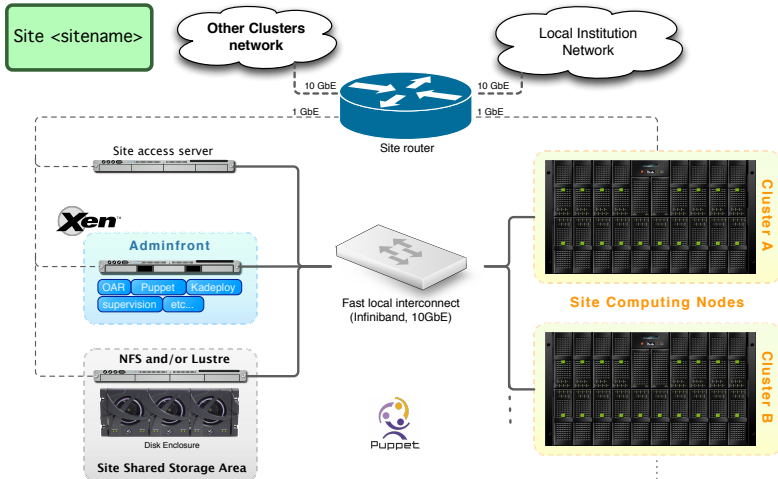 Site <sitename>
Other Clusters
network
Local Institution
Network
10 GbE
10 GbE
1 GbE
1 GbE
Site router
Site access server
Xen™
Adminfront
OAR
Puppet
Kadeploy
supervision
etc...
Fast local interconnect
(Infiniband, 10GbE)
Cluster A
Site Computing Nodes
Cluster B
NFS and/or Lustre
Disk Enclosure
Site Shared Storage Area
Puppet